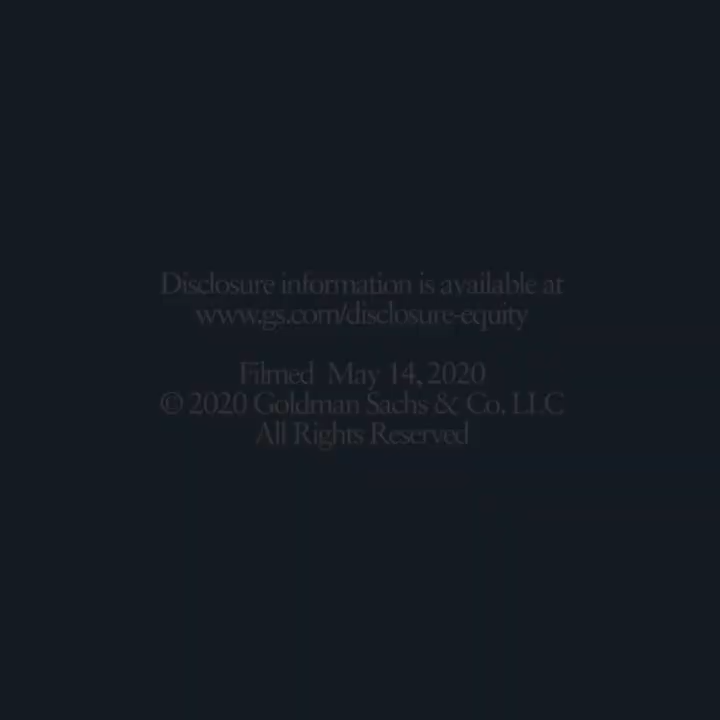 Disclosure information is available at
www.gs.com/disclosure-equity
Filmed May 14, 2020
© 2020 Goldman Sachs & Co. LLC
All Rights Reserved